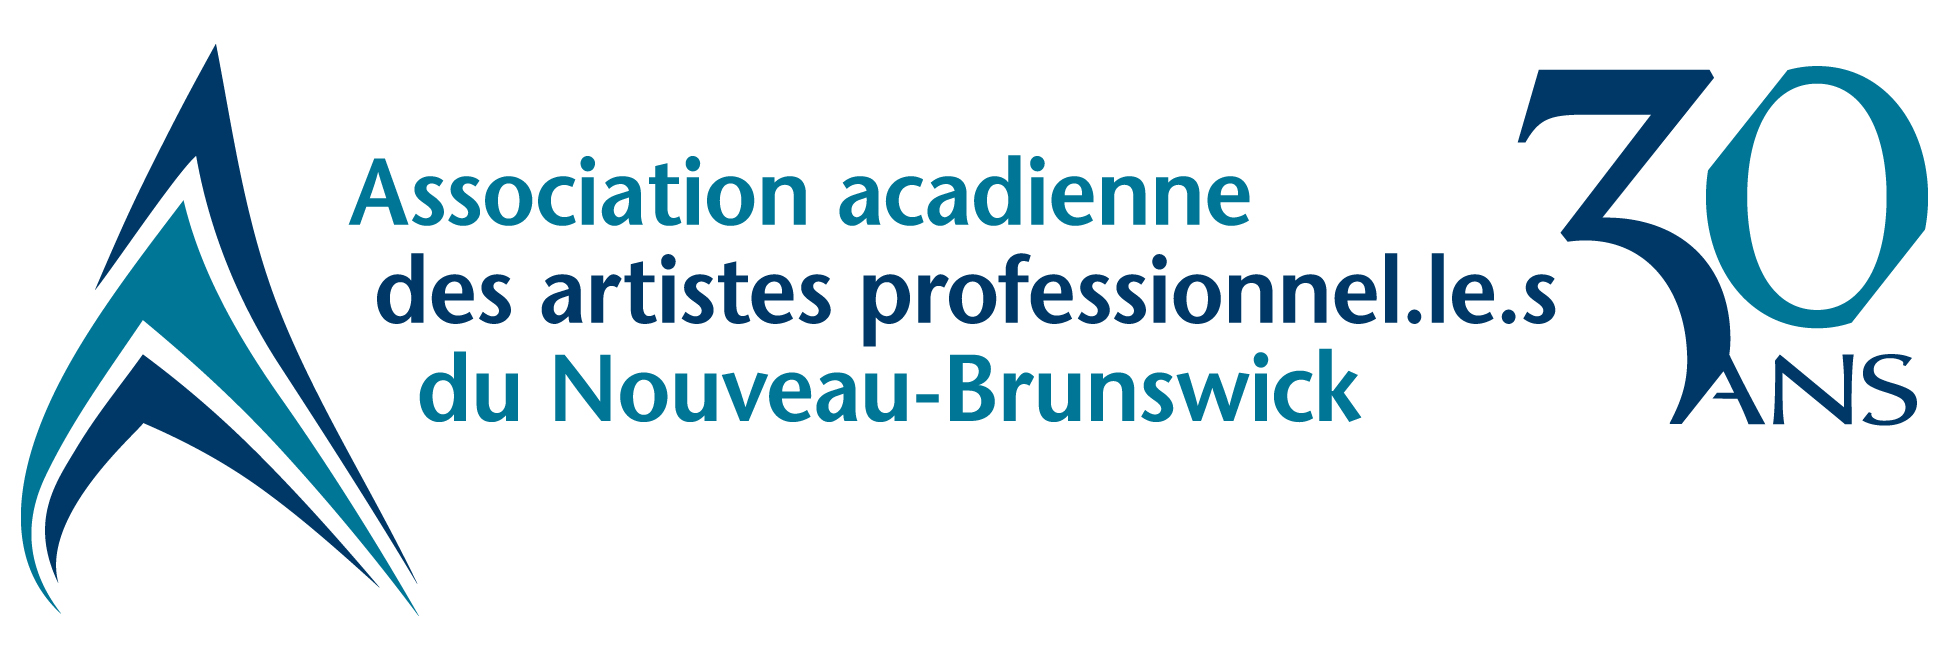 Association acadienne
des artistes professionnel.le.s
du Nouveau-Brunswick
30
ANS